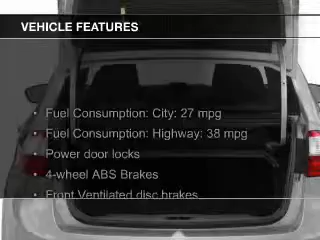 VEHICLE FEATURES
• Fuel Consumption: City: 27 mpg
• Fuel Consumption: Highway: 38 mpg
• Power door locks
• 4-wheel ABS Brakes
• Front Ventilated disc brakes